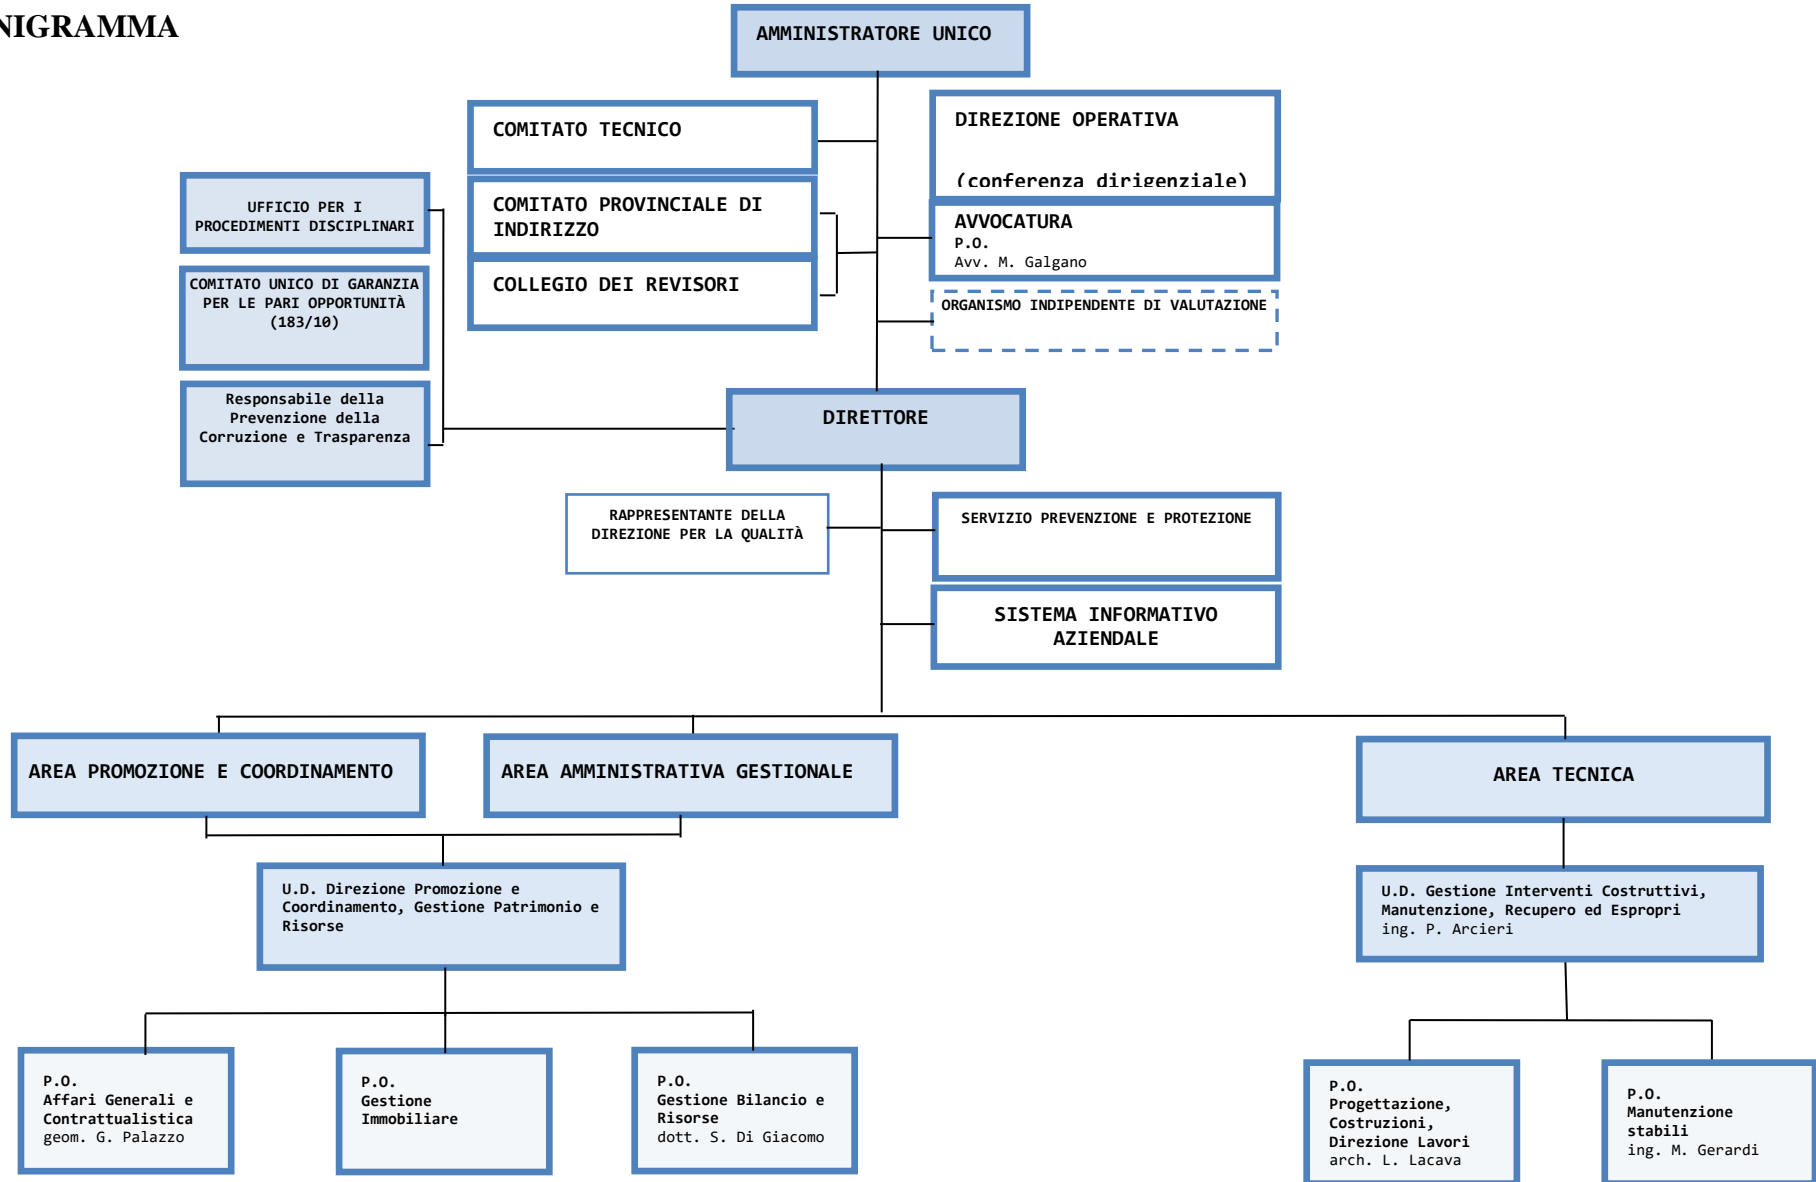 NIGRAMMA
AMMINISTRATORE UNICO
COMITATO TECNICO
DIREZIONE OPERATIVA
(conferenza dirigenziale)
UFFICIO PER I
PROCEDIMENTI DISCIPLINARI
COMITATO PROVINCIALE DI
INDIRIZZO
AVVOCATURA
P.O.
Avv. M. Galgano
COMITATO UNICO DI GARANZIA
PER LE PARI OPPORTUNITÀ
(183/10)
COLLEGIO DEI REVISORI
ORGANISMO INDIPENDENTE DI VALUTAZIONE
Responsabile della
Prevenzione della
Corruzione e Trasparenza
DIRETTORE
RAPPRESENTANTE DELLA
DIREZIONE PER LA QUALITÀ
SERVIZIO PREVENZIONE E PROTEZIONE
SISTEMA INFORMATIVO
AZIENDALE
AREA PROMOZIONE E COORDINAMENTO
AREA AMMINISTRATIVA GESTIONALE
AREA TECNICA
U.D. Direzione Promozione e
Coordinamento, Gestione Patrimonio e
Risorse
U.D. Gestione Interventi Costruttivi,
Manutenzione, Recupero ed Espropri
ing. P. Arcieri
P.O.
Affari Generali e
Contrattualistica
geom. G. Palazzo
P.O.
Gestione
Immobiliare
P.O.
Gestione Bilancio e
Risorse
dott. S. Di Giacomo
P.O.
Progettazione,
Costruzioni,
Direzione Lavori
arch. L. Lacava
P.O.
Manutenzione
stabili
ing. M. Gerardi